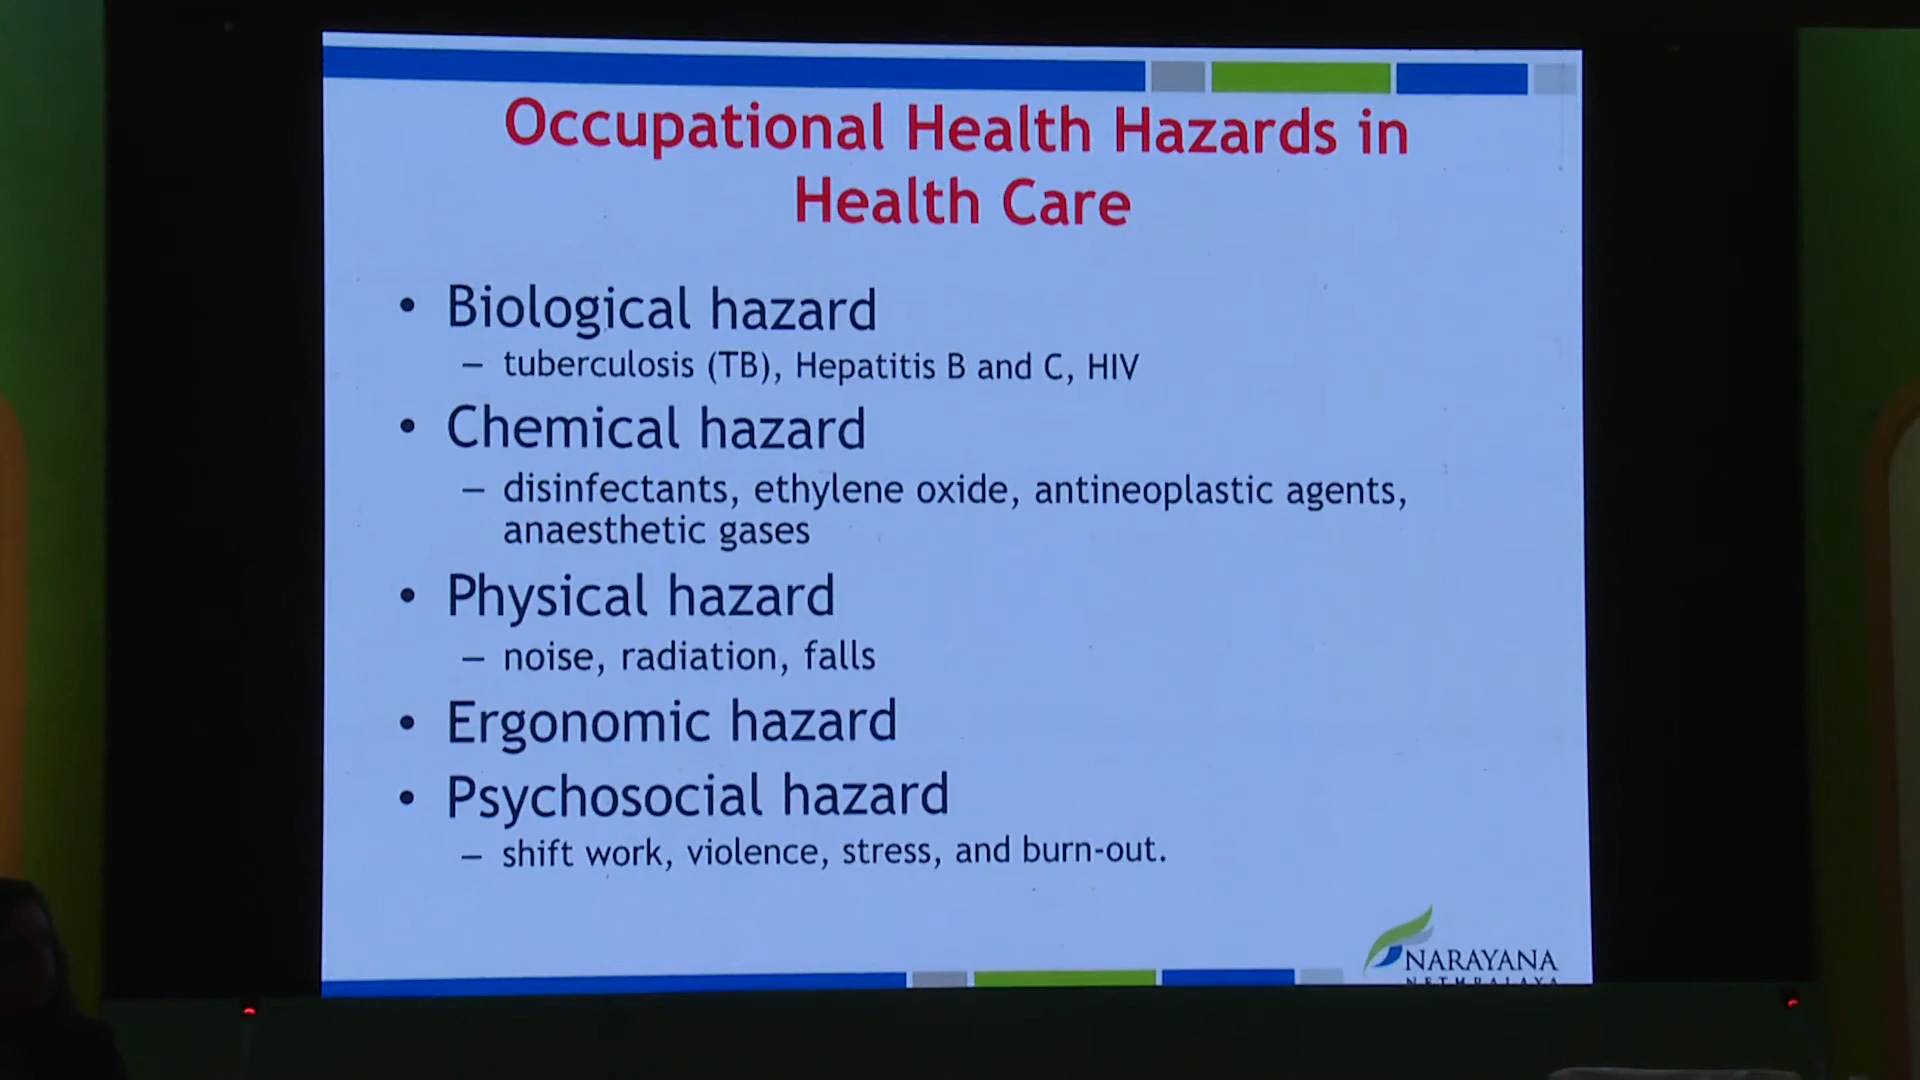 Occupational Health Hazards in
Health Care
• Biological hazard
– tuberculosis (TB), Hepatitis B and C, HIV
• Chemical hazard
– disinfectants, ethylene oxide, antineoplastic agents,
anaesthetic gases
• Physical hazard
– noise, radiation, falls
• Ergonomic hazard
• Psychosocial hazard
– shift work, violence, stress, and burn-out.
NARAYANA
NETHRALAYA